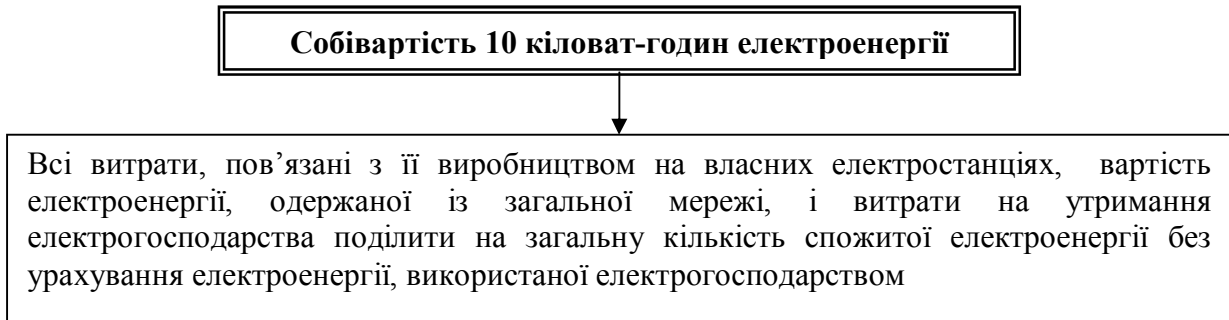 Собівартість 10 кіловат-годин електроенергії
Всі витрати, пов’язані з її виробництвом на власних електростанціях, вартість
електроенергії, одержаної із загальної мережі, і витрати на утримання
електрогосподарства поділити на загальну кількість спожитої електроенергії без
урахування електроенергії, використаної електрогосподарством